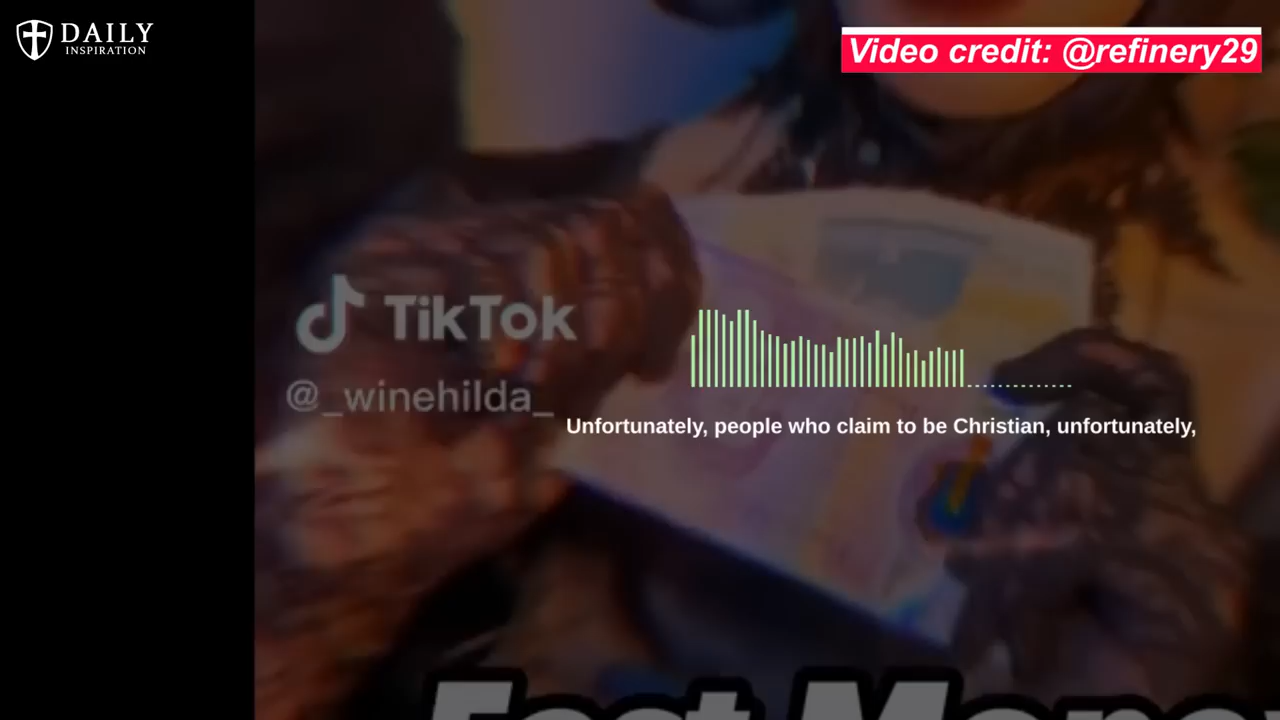 DAILY
INSPIRATION
Video credit: @refinery29
TikTok
@_winehilda_
Unfortunately, people who claim to be Christian, unfortunately,